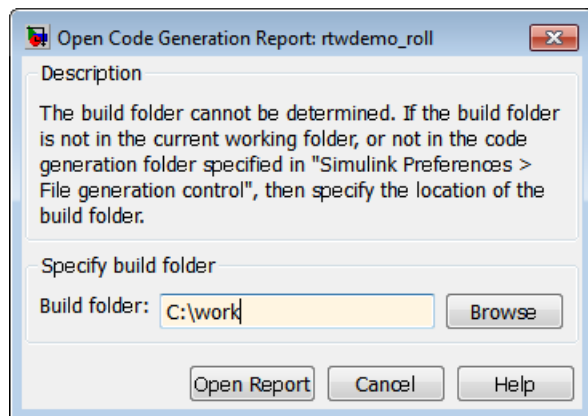 Open Code Generation Report: rtwdemo_roll
Description
The build folder cannot be determined. If the build folder
is not in the current working folder, or not in the code
generation folder specified in "Simulink Preferences >
File generation control", then specify the location of the
build folder.
Specify build folder
Build folder: C:\work Browse
Open Report Cancel Help